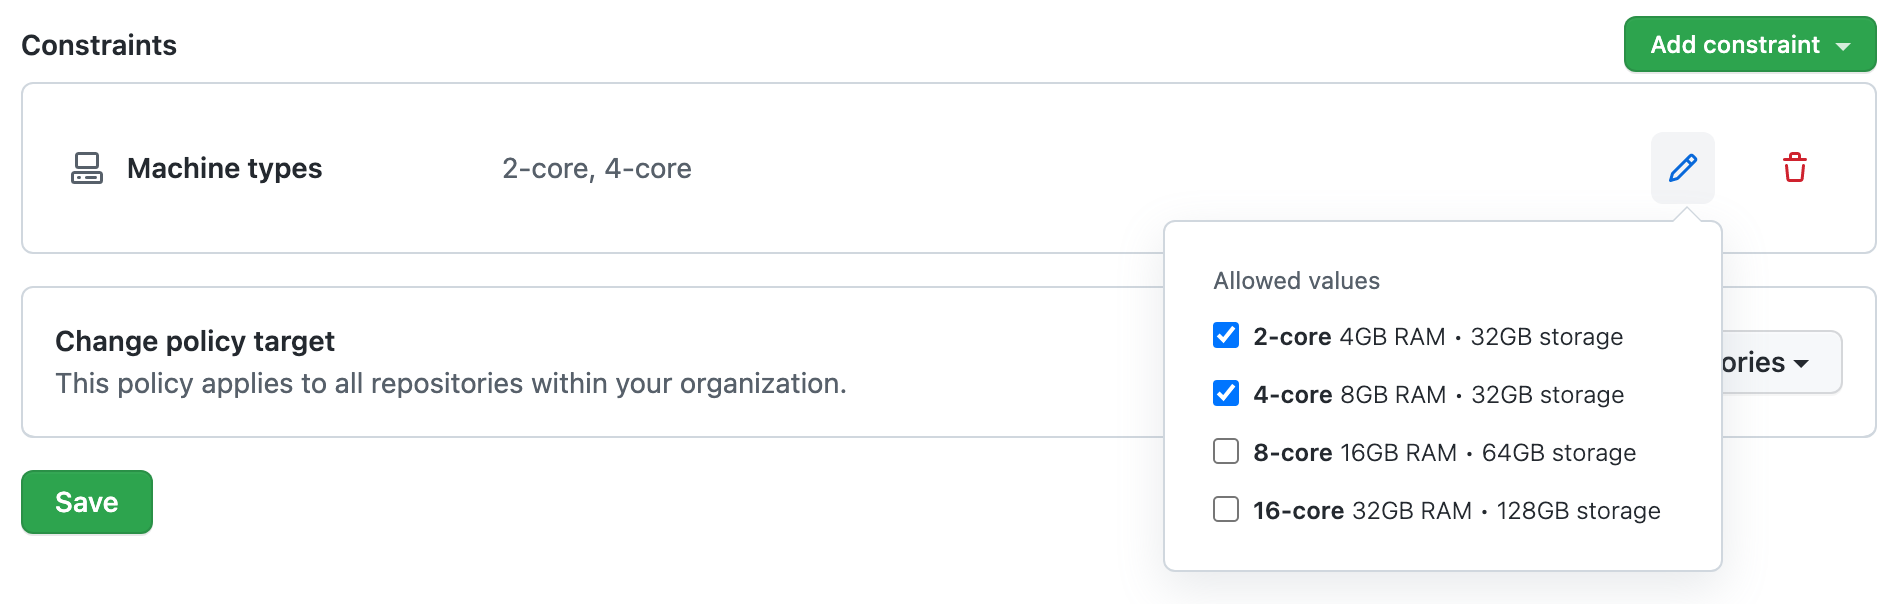 Constraints
Add constraint
Machine types
2-core, 4-core
Allowed values
2-core 4GB RAM • 32GB storage
4-core 8GB RAM • 32GB storage
8-core 16GB RAM • 64GB storage
16-core 32GB RAM • 128GB storage
Change policy target
This policy applies to all repositories within your organization.
ories
Save